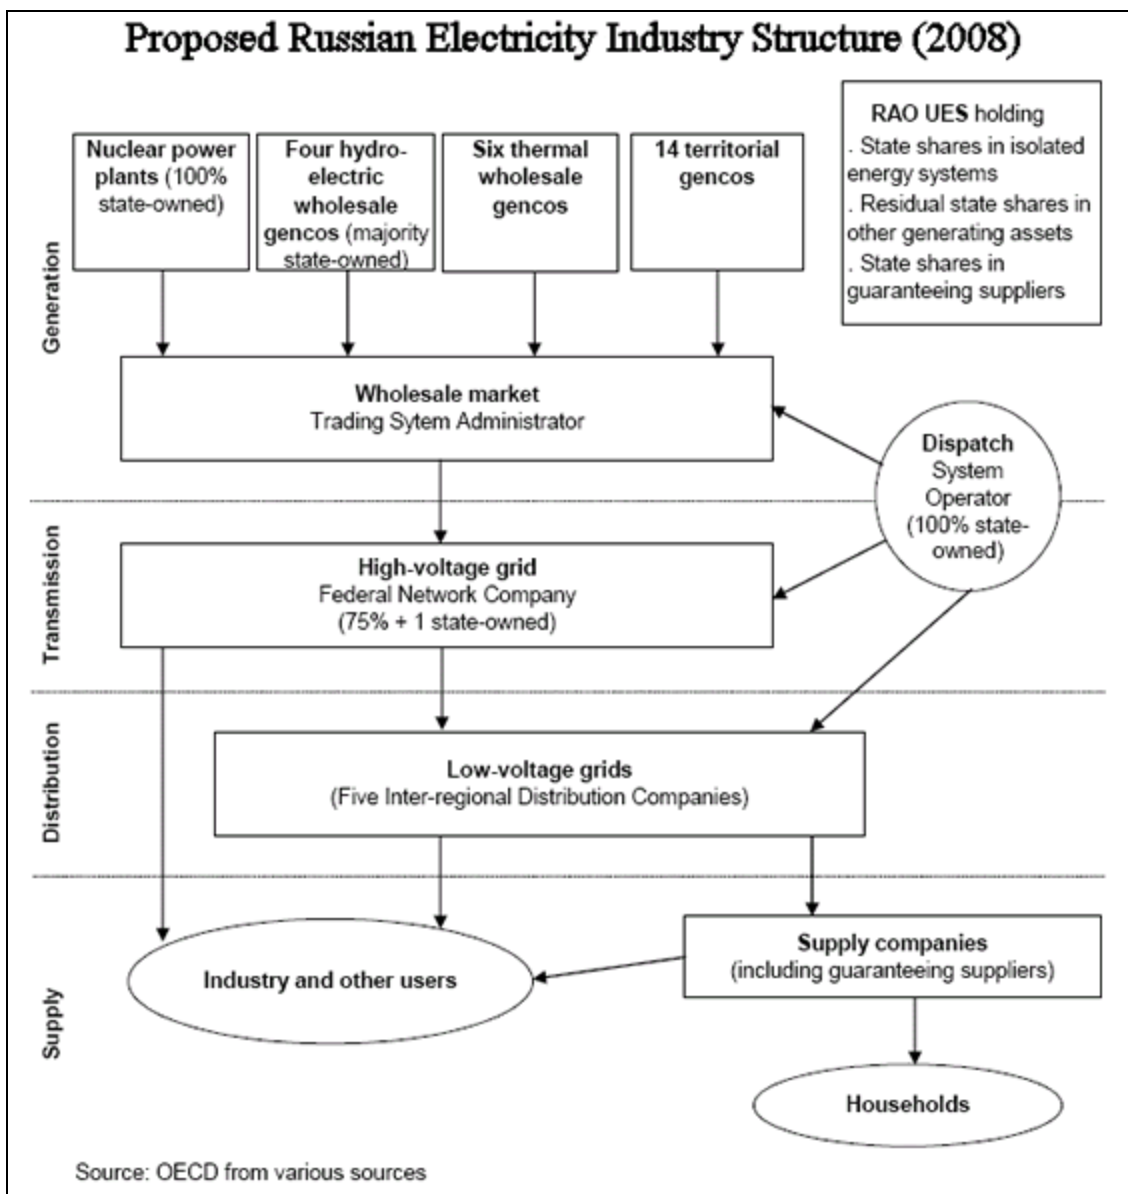 Proposed Russian Electricity Industry Structure (2008)
Generation
Nuclear power
plants (100%
state-owned)
Four hydro-
electric
wholesale
gencos (majority
state-owned)
Six thermal
wholesale
gencos
14 territorial
gencos
RAO UES holding
. State shares in isolated
energy systems
. Residual state shares in
other generating assets
. State shares in
guaranteeing suppliers
Wholesale market
Trading Sytem Administrator
Dispatch
System
Operator
(100% state-
owned)
Transmission
High-voltage grid
Federal Network Company
(75% + 1 state-owned)
Distribution
Low-voltage grids
(Five Inter-regional Distribution Companies)
Supply
Industry and other users
Supply companies
(including guaranteeing suppliers)
Households
Source: OECD from various sources